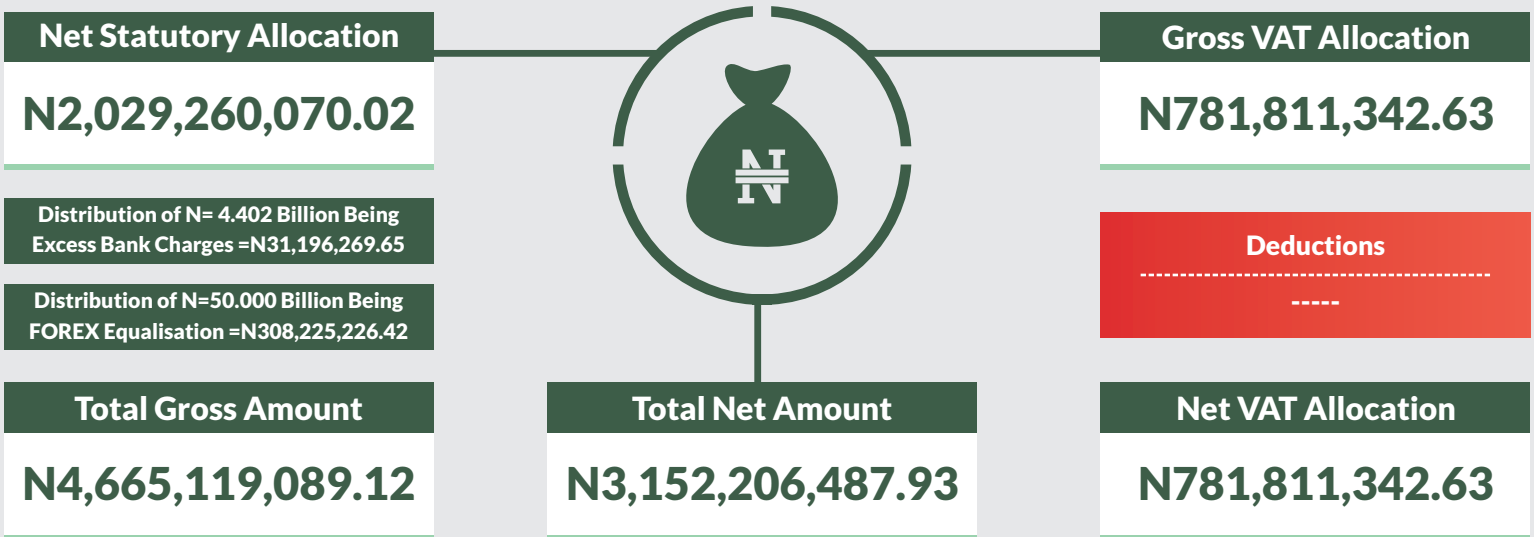 Net Statutory Allocation
N2,029,260,070.02
Distribution of N= 4.402 Billion Being
Excess Bank Charges =N31,196,269.65
Distribution of N=50.000 Billion Being
FOREX Equalisation =N308,225,226.42
Total Gross Amount
N4,665,119,089.12
₦
Total Net Amount
N3,152,206,487.93
Gross VAT Allocation
N781,811,342.63
Deductions
-----
Net VAT Allocation
N781,811,342.63